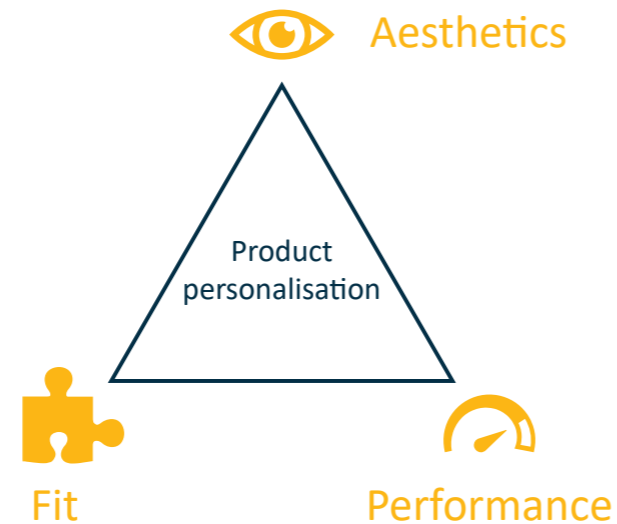 Aesthetics
Product
personalisation
Fit
Performance